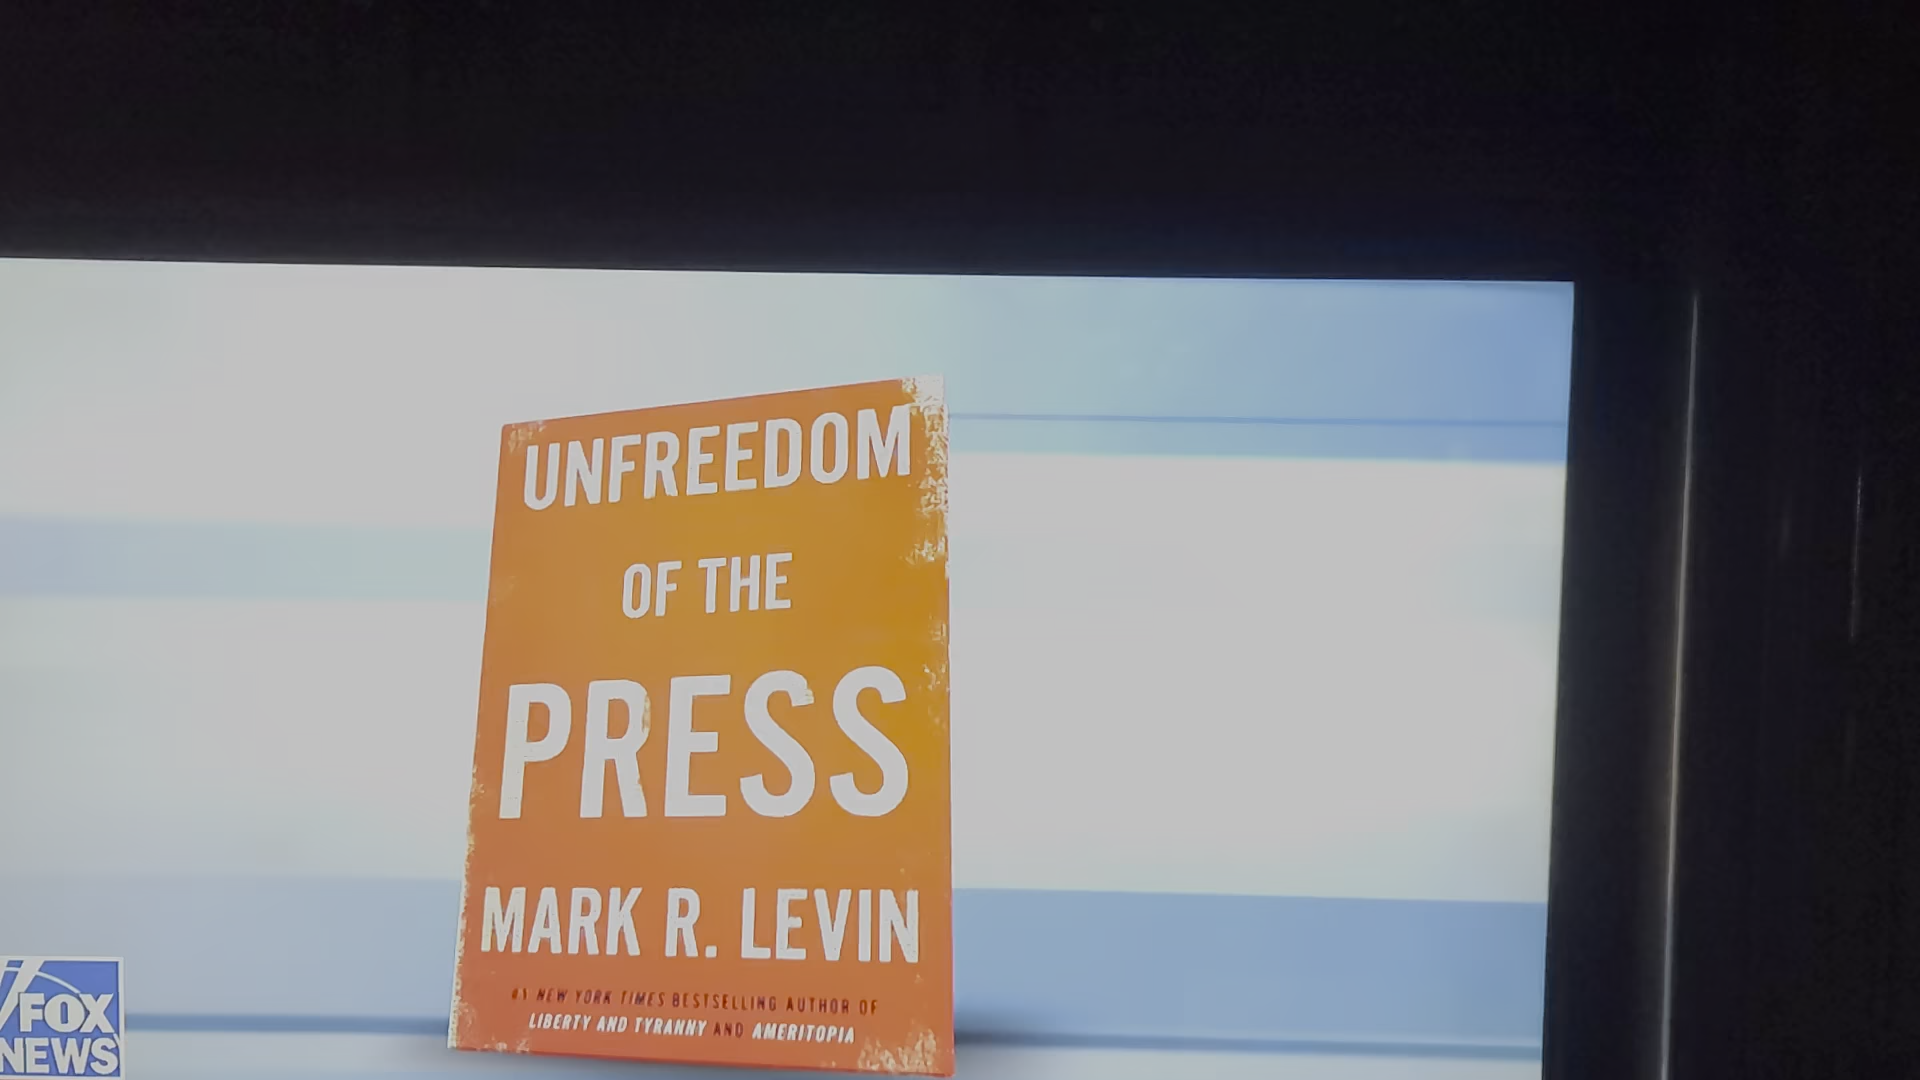 UNFREEDOM
OF THE
PRESS
MARK R. LEVIN
#1 NEW YORK TIMES BESTSELLING AUTHOR OF
LIBERTY AND TYRANNY AND AMERITOPIA
FOX
NEWS